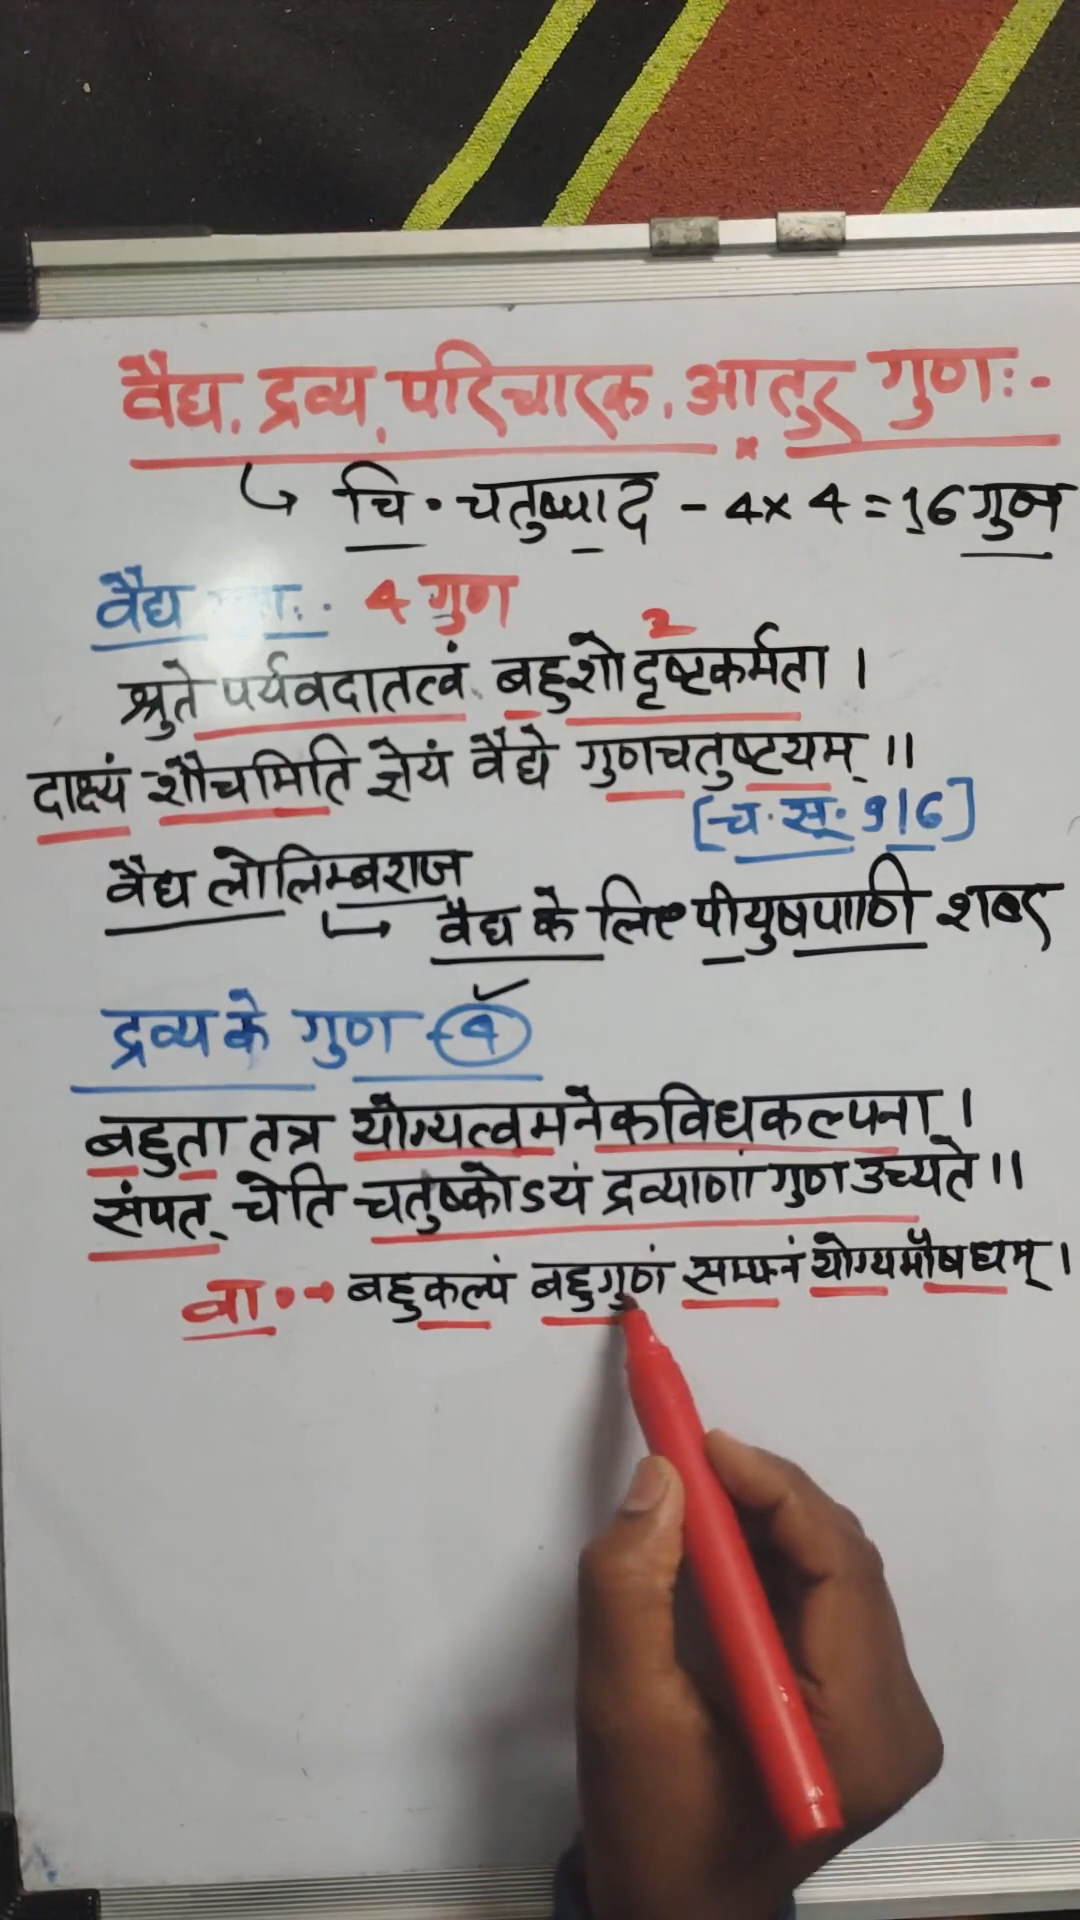 वैद्य, द्रव्य, परिचारक, आतुर गुणः-
चि॰ चतुष्पाद - 4×4=16 गुण
वैद्य गुणः- 4 गुण
2
श्रुते पर्यवदातत्वं बहुशो दृष्टकर्मता ।
दाक्ष्यं शौचमिति ज्ञेयं वैद्ये गुणचतुष्टयम् ॥
[च॰ सू॰ 9/6]
वैद्य लोलिम्बराज
वैद्य के लिए पीयुषपाणी शब्द
द्रव्य के गुण - ४
बहुता तत्र योग्यत्वमनेकविधकल्पना ।
संपत् चेति चतुष्कोऽयं द्रव्याणां गुण उच्यते ॥
वा॰ → बहुकल्पं बहुगुणं सम्पन्नं योग्यमौषधम् ।